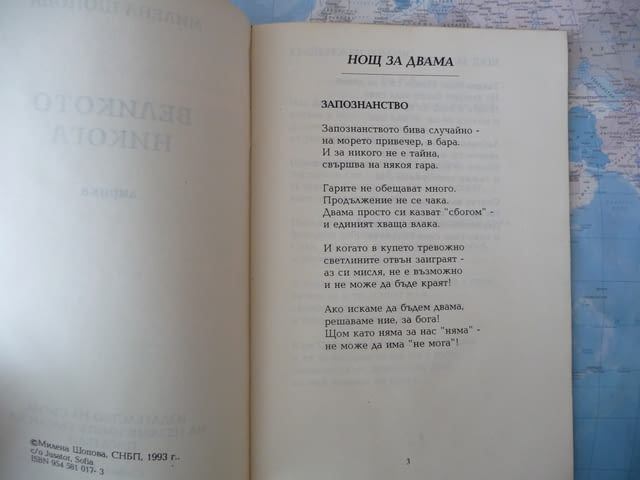 ©Милена Шопова, СНБП, 1993 г..
c/o Jusator, Sofia
ISBN 954 581 017- 3
НОЩ ЗА ДВАМА
ЗАПОЗНАНСТВО
Запознанството бива случайно -
на морето привечер, в бара.
И за никого не е тайна,
свършва на някоя гара.
Гарите не обещават много.
Продължение не се чака.
Двама просто си казват "сбогом" -
и единият хваща влака.
И когато в купето тревожно
светлините отвън заиграят -
аз си мисля, не е възможно
и не може да бъде краят!
Ако искаме да бъдем двама,
решаваме ние, за бога!
Щом като няма за нас "няма" -
не може да има "не мога"!
3